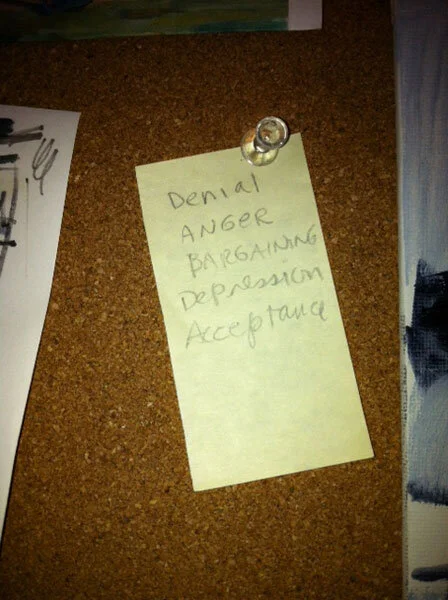 Denial
ANGER
BARGAINING
Depression
Acceptance